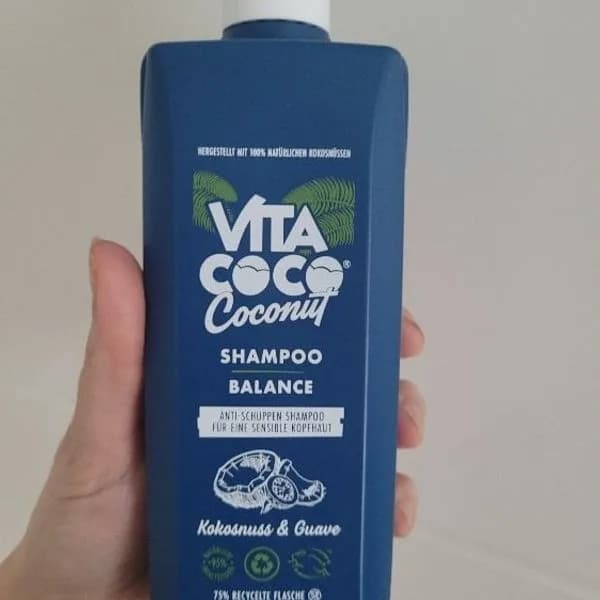 HERGESTELLT MIT 100% NATÜRLICHEN KOKOSNÜSSEN
VITA
COCO®
Coconut
SHAMPOO
BALANCE
ANTI-SCHUPPEN SHAMPOO
FÜR EINE SENSIBLE KOPFHAUT
Kokosnuss & Guave
95%
75% RECYCELTE FLASCHE